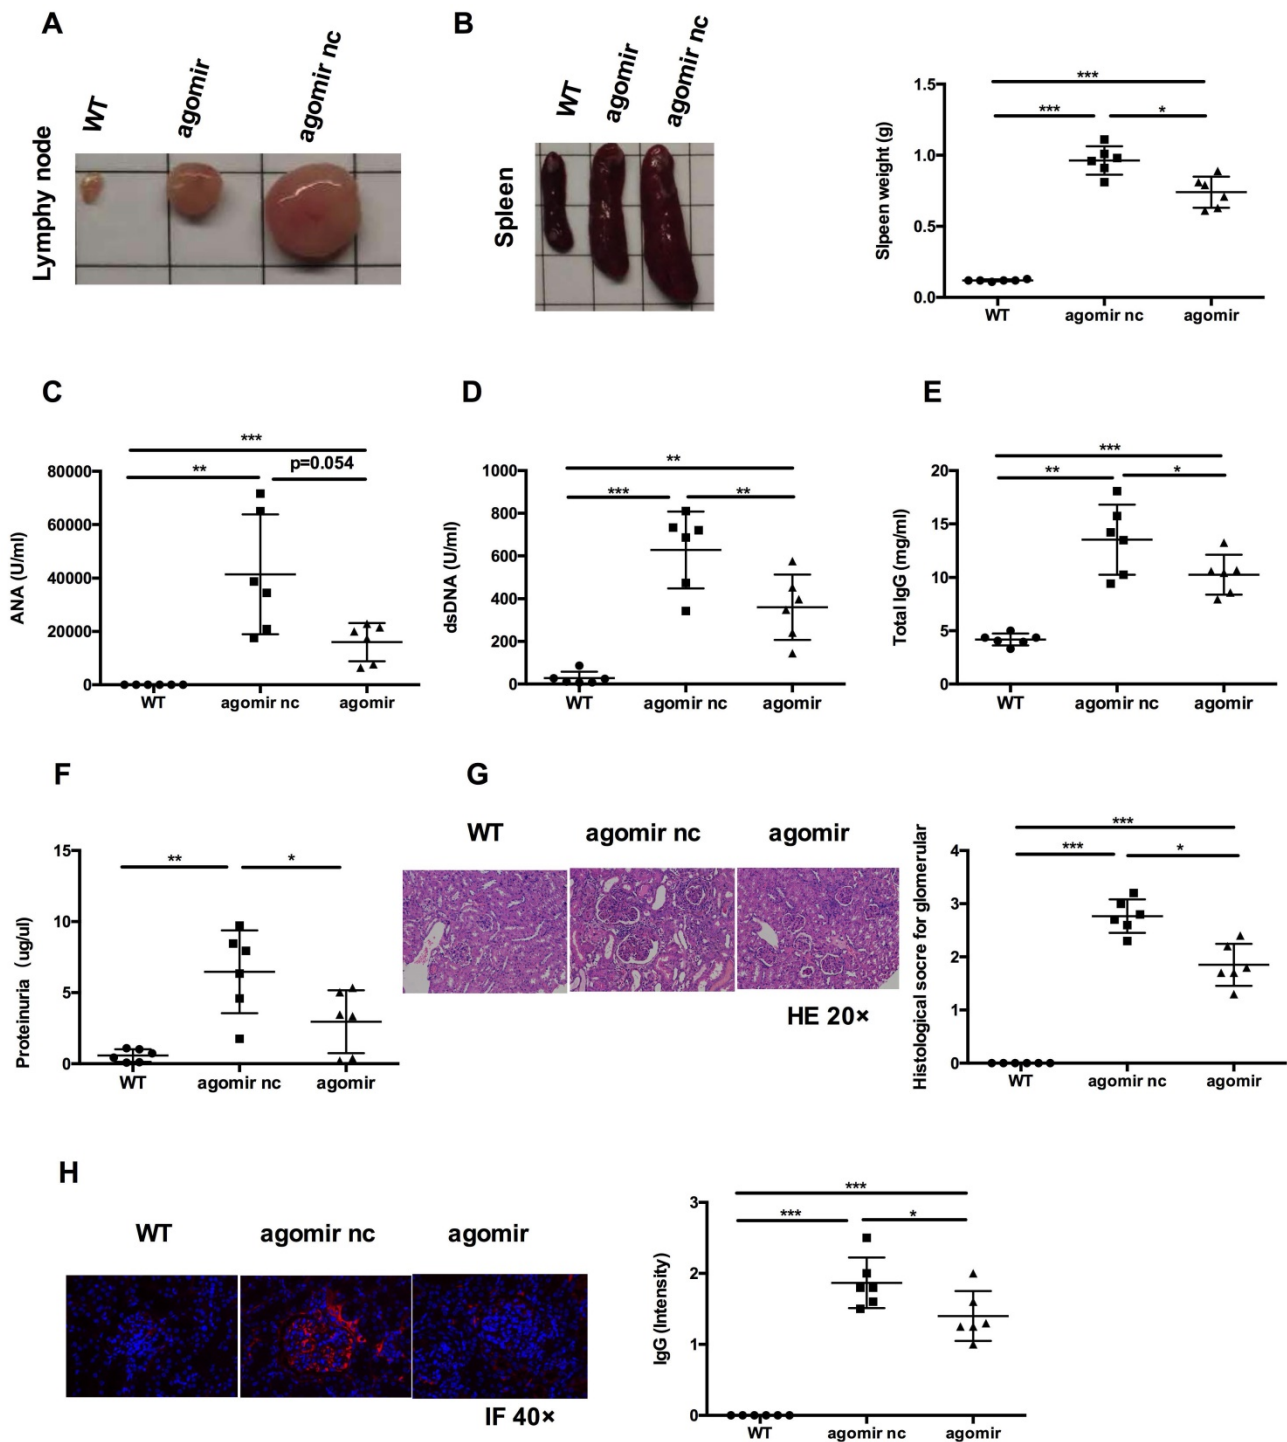 A
WT
agomir
agomir nc
Lymphy node
B
WT
agomir
agomir nc
Spleen
***
***
*
Slpeen weight (g)
1.5
1.0
0.5
0.0
WT
agomir nc
agomir
C
***
**
p=0.054
ANA (U/ml)
80000
60000
40000
20000
0
WT
agomir nc
agomir
D
**
***
**
dsDNA (U/ml)
1000
800
600
400
200
0
WT
agomir nc
agomir
E
***
**
*
Total IgG (mg/ml)
20
15
10
5
0
WT
agomir nc
agomir
F
**
*
Proteinuria (ug/ul)
15
10
5
0
WT
agomir nc
agomir
G
WT
agomir nc
agomir
HE 20×
***
***
*
Histological socre for glomerular
4
3
2
1
0
WT
agomir nc
agomir
H
WT
agomir nc
agomir
IF 40×
***
***
*
IgG (Intensity)
3
2
1
0
WT
agomir nc
agomir